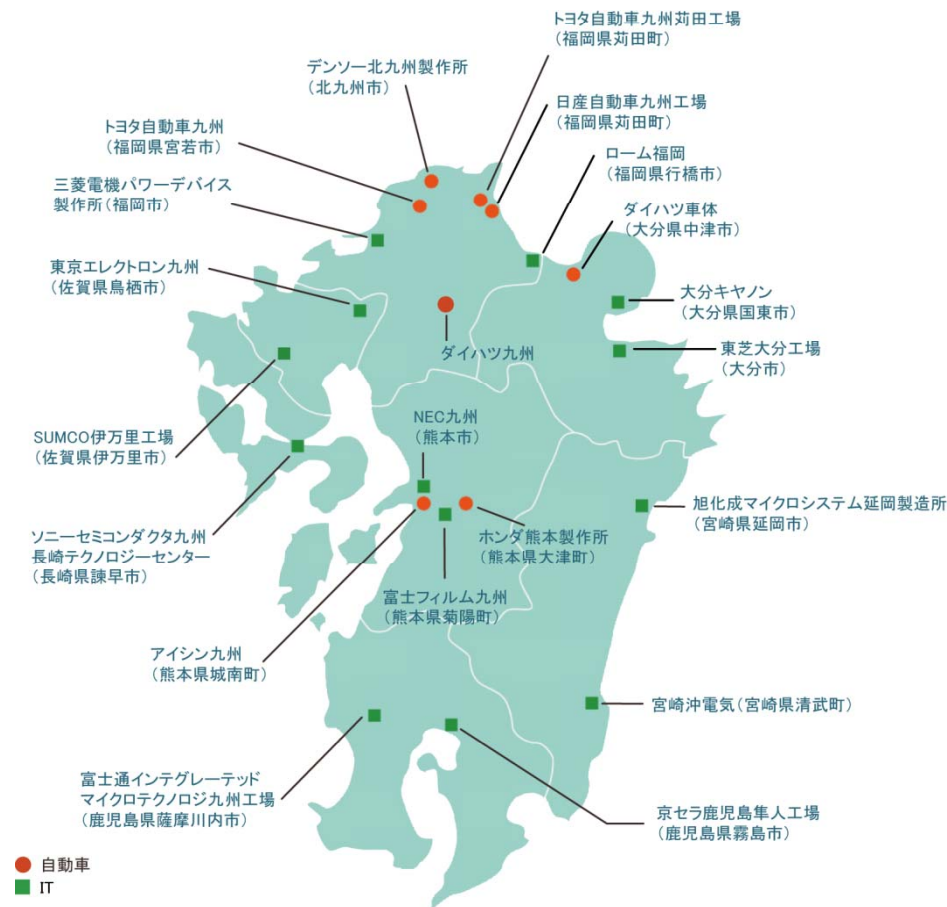 トヨタ自動車九州苅田工場
（福岡県苅田町）
デンソー北九州製作所
（北九州市）
日産自動車九州工場
（福岡県苅田町）
トヨタ自動車九州
（福岡県宮若市）
ローム福岡
（福岡県行橋市）
三菱電機パワーデバイス
製作所（福岡市）
ダイハツ車体
（大分県中津市）
東京エレクトロン九州
（佐賀県鳥栖市）
大分キヤノン
（大分県国東市）
ダイハツ九州
東芝大分工場
（大分市）
NEC九州
（熊本市）
SUMCO伊万里工場
（佐賀県伊万里市）
旭化成マイクロシステム延岡製造所
（宮崎県延岡市）
ソニーセミコンダクタ九州
長崎テクノロジーセンター
（長崎県諫早市）
ホンダ熊本製作所
（熊本県大津町）
富士フィルム九州
（熊本県菊陽町）
アイシン九州
（熊本県城南町）
宮崎沖電気（宮崎県清武町）
富士通インテグレーテッド
マイクロテクノロジ九州工場
（鹿児島県薩摩川内市）
京セラ鹿児島隼人工場
（鹿児島県霧島市）
自動車
IT